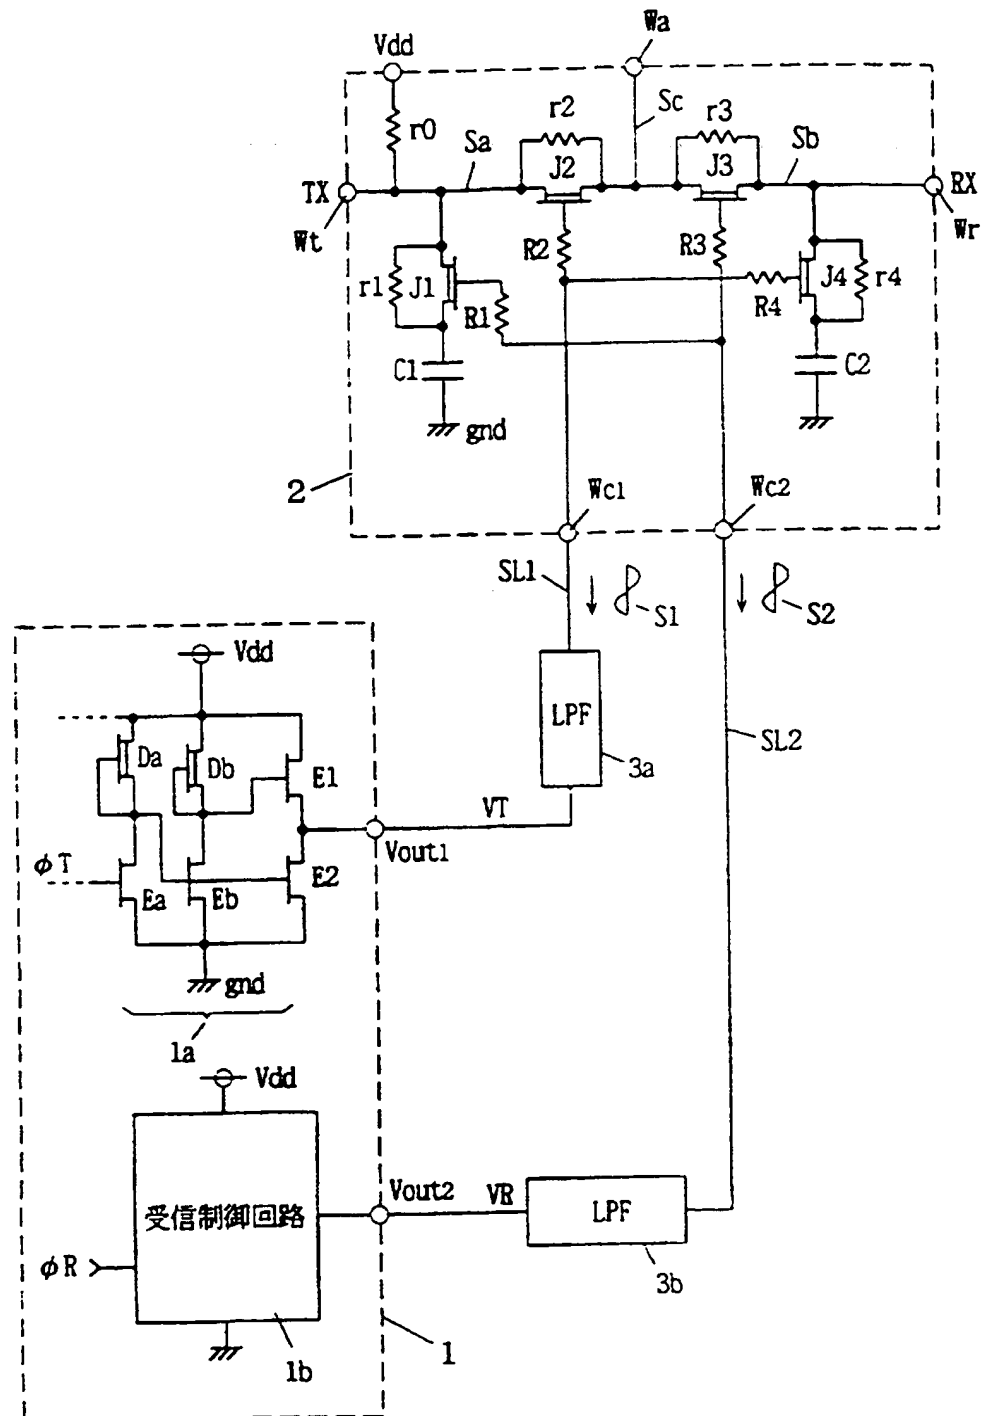 Vdd
Wa
r0
Sa
r2
Sc
r3
Sb
J2
J3
TX
RX
Wt
Wr
R2
R3
r1
J1
R1
R4
J4
r4
C1
C2
gnd
2
Wc1
Wc2
SL1
S1
S2
Vdd
LPF
3a
SL2
Da
Db
E1
VT
Vout1
φT
Ea
Eb
E2
gnd
1a
Vdd
受信制御回路
Vout2
VR
LPF
3b
φR
1b
1